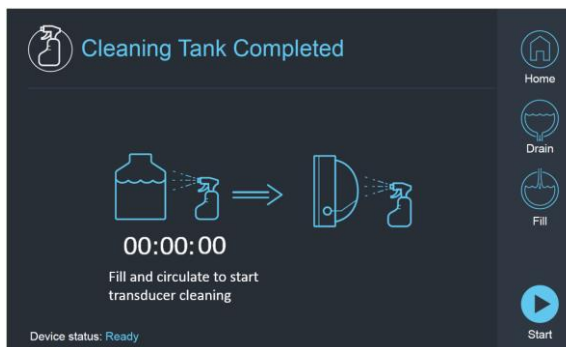 Cleaning Tank Completed
Home
Drain
Fill
00:00:00
Fill and circulate to start
transducer cleaning
Device status: Ready
Start